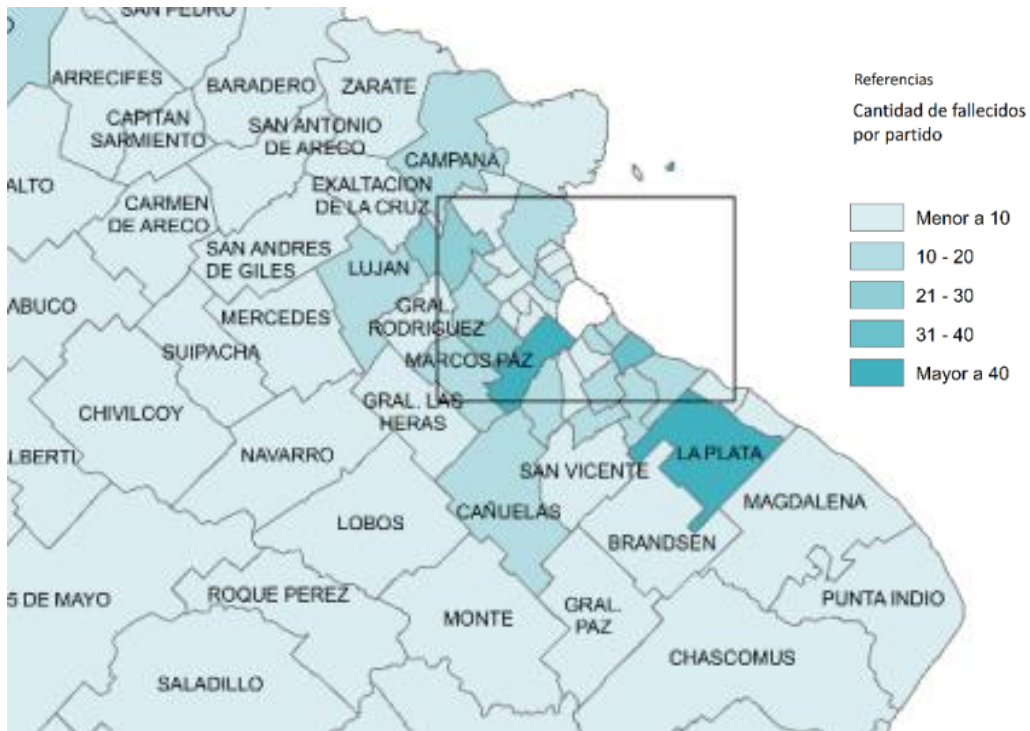 SAN PEDRO
ARRECIFES
BARADERO
ZARATE
CAPITAN
SARMIENTO
SAN ANTONIO
DE ARECO
CAMPANA
ALTO
EXALTACION
DE LA CRUZ
CARMEN
DE ARECO
SAN ANDRES
DE GILES
LUJAN
ABUCO
MERCEDES
GRAL.
RODRIGUEZ
SUIPACHA
MARCOS PAZ
CHIVILCOY
GRAL. LAS
HERAS
ALBERTI
NAVARRO
SAN VICENTE
LA PLATA
LOBOS
CAÑUELAS
MAGDALENA
BRANDSEN
5 DE MAYO
ROQUE PEREZ
MONTE
GRAL.
PAZ
PUNTA INDIO
CHASCOMUS
SALADILLO
Referencias
Cantidad de fallecidos
por partido
Menor a 10
10 - 20
21 - 30
31 - 40
Mayor a 40